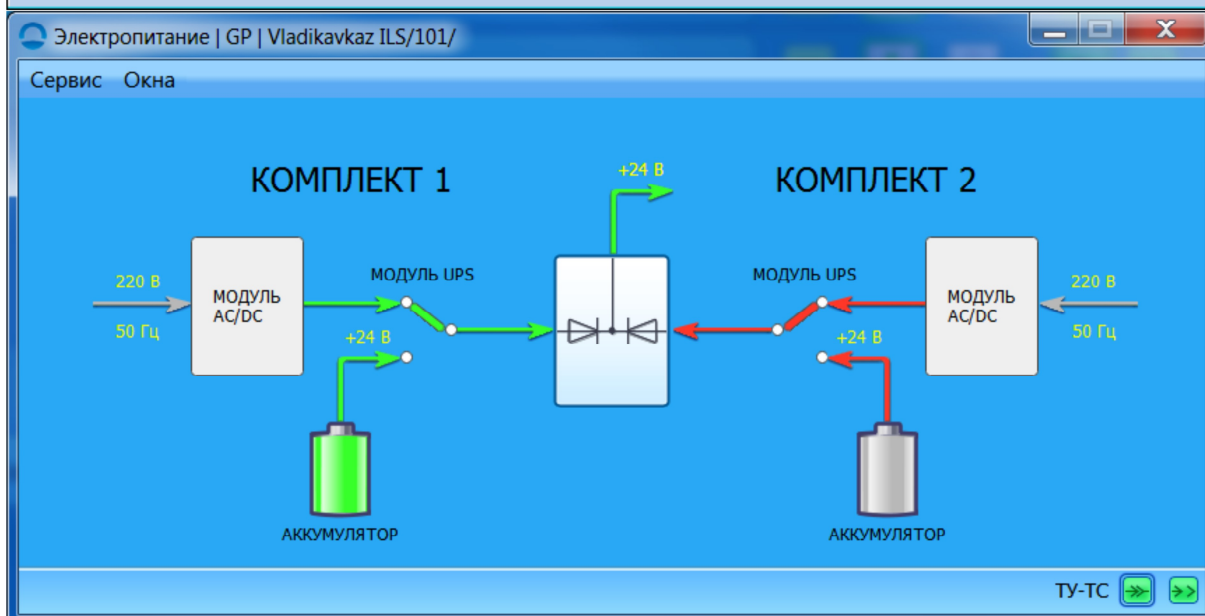 Электропитание | GP | Vladikavkaz ILS/101/
Сервис Окна
КОМПЛЕКТ 1
+24 В
КОМПЛЕКТ 2
220 В
50 Гц
МОДУЛЬ
AC/DC
МОДУЛЬ UPS
+24 В
МОДУЛЬ UPS
+24 В
МОДУЛЬ
AC/DC
220 В
50 Гц
АККУМУЛЯТОР
АККУМУЛЯТОР
ТУ-ТС